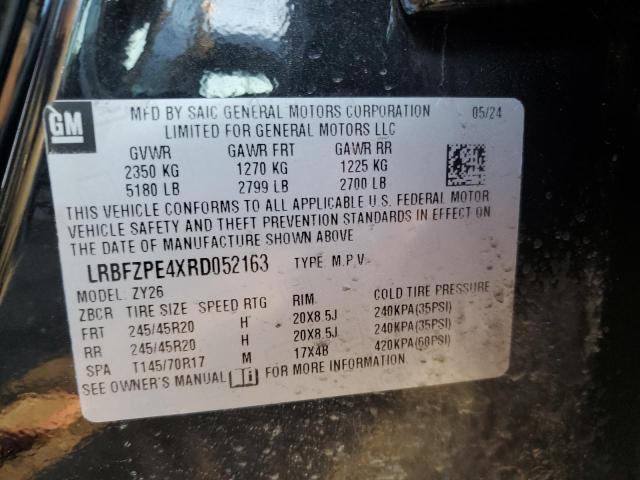 GM
MFD BY SAIC GENERAL MOTORS CORPORATION 05/24
LIMITED FOR GENERAL MOTORS LLC
GVWR GAWR FRT GAWR RR
2350 KG 1270 KG 1225 KG
5180 LB 2799 LB 2700 LB
THIS VEHICLE CONFORMS TO ALL APPLICABLE U.S. FEDERAL MOTOR
VEHICLE SAFETY AND THEFT PREVENTION STANDARDS IN EFFECT ON
THE DATE OF MANUFACTURE SHOWN ABOVE
LRBFZPE4XRD052163 TYPE M.P.V
MODEL ZY26
ZBCR TIRE SIZE SPEED RTG RIM COLD TIRE PRESSURE
FRT 245/45R20 H 20X8.5J 240KPA(35PSI)
RR 245/45R20 H 20X8.5J 240KPA(35PSI)
SPA T145/70R17 M 17X4B 420KPA(60PSI)
SEE OWNER'S MANUAL i FOR MORE INFORMATION.